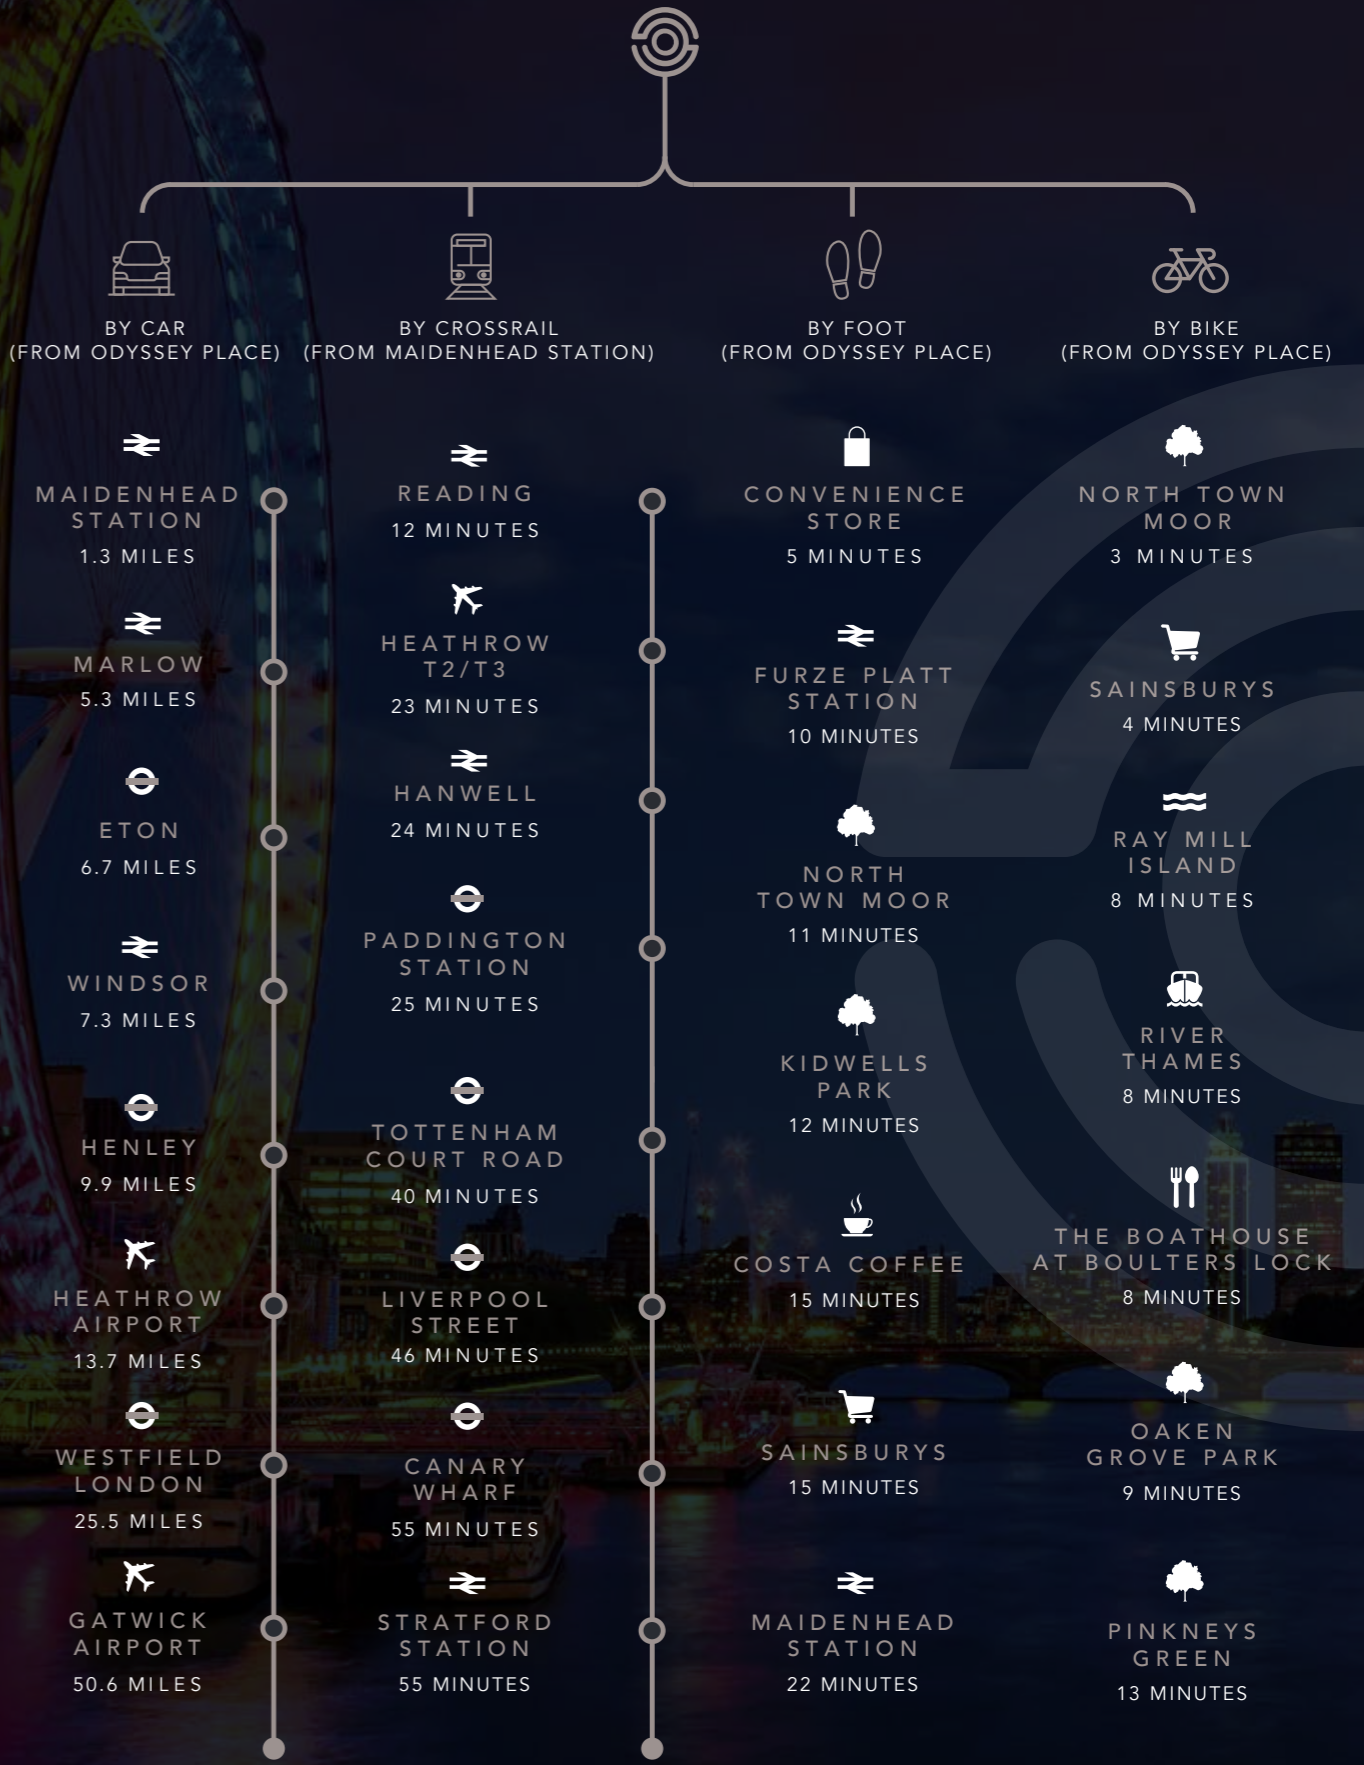 BY CAR
(FROM ODYSSEY PLACE)
MAIDENHEAD
STATION
1.3 MILES
MARLOW
5.3 MILES
ETON
6.7 MILES
WINDSOR
7.3 MILES
HENLEY
9.9 MILES
HEATHROW
AIRPORT
13.7 MILES
WESTFIELD
LONDON
25.5 MILES
GATWICK
AIRPORT
50.6 MILES
BY CROSSRAIL
(FROM MAIDENHEAD STATION)
READING
12 MINUTES
HEATHROW
T2/T3
23 MINUTES
HANWELL
24 MINUTES
PADDINGTON
STATION
25 MINUTES
TOTTENHAM
COURT ROAD
40 MINUTES
LIVERPOOL
STREET
46 MINUTES
CANARY
WHARF
55 MINUTES
STRATFORD
STATION
55 MINUTES
BY FOOT
(FROM ODYSSEY PLACE)
CONVENIENCE
STORE
5 MINUTES
FURZE PLATT
STATION
10 MINUTES
NORTH
TOWN MOOR
11 MINUTES
KIDWELLS
PARK
12 MINUTES
COSTA COFFEE
15 MINUTES
SAINSBURYS
15 MINUTES
MAIDENHEAD
STATION
22 MINUTES
BY BIKE
(FROM ODYSSEY PLACE)
NORTH TOWN
MOOR
3 MINUTES
SAINSBURYS
4 MINUTES
RAY MILL
ISLAND
8 MINUTES
RIVER
THAMES
8 MINUTES
THE BOATHOUSE
AT BOULTERS LOCK
8 MINUTES
OAKEN
GROVE PARK
9 MINUTES
PINKNEYS
GREEN
13 MINUTES